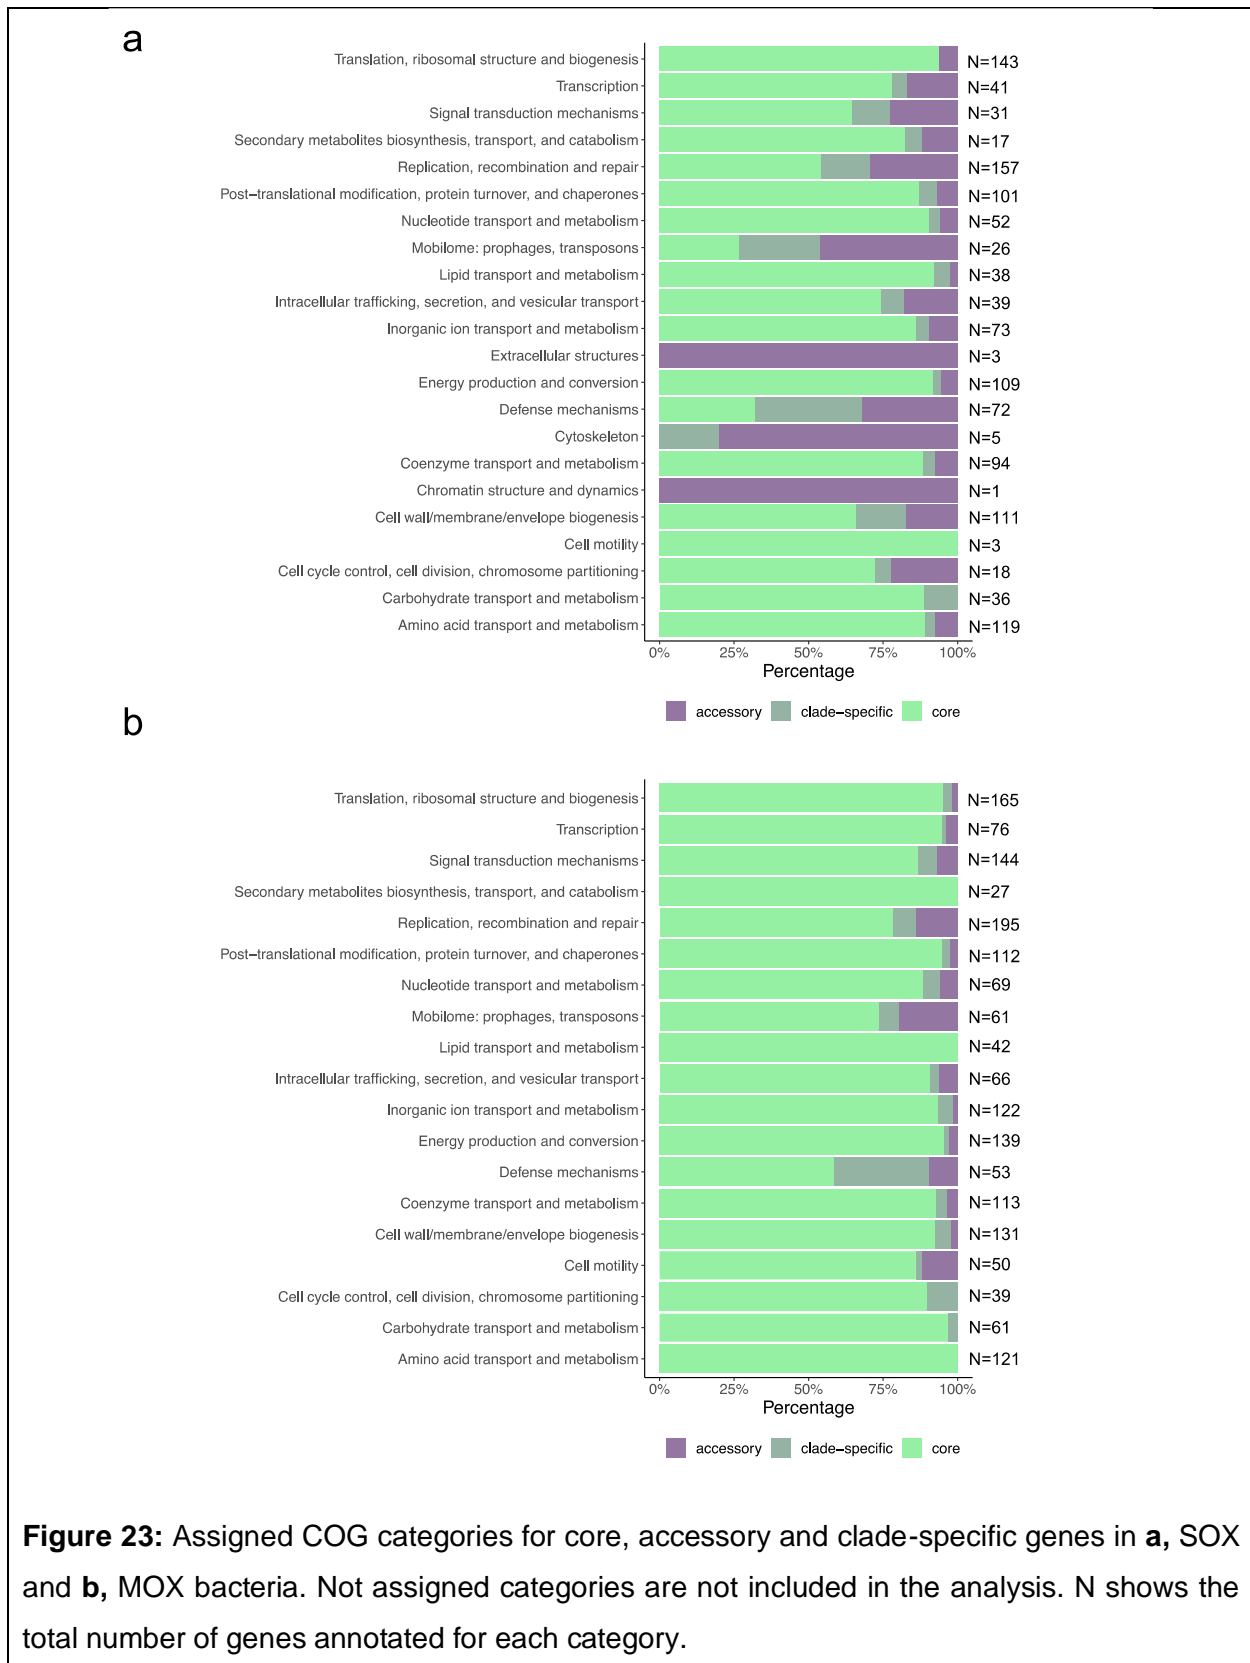 a
Translation, ribosomal structure and biogenesis N=143
Transcription N=41
Signal transduction mechanisms N=31
Secondary metabolites biosynthesis, transport, and catabolism N=17
Replication, recombination and repair N=157
Post–translational modification, protein turnover, and chaperones N=101
Nucleotide transport and metabolism N=52
Mobilome: prophages, transposons N=26
Lipid transport and metabolism N=38
Intracellular trafficking, secretion, and vesicular transport N=39
Inorganic ion transport and metabolism N=73
Extracellular structures N=3
Energy production and conversion N=109
Defense mechanisms N=72
Cytoskeleton N=5
Coenzyme transport and metabolism N=94
Chromatin structure and dynamics N=1
Cell wall/membrane/envelope biogenesis N=111
Cell motility N=3
Cell cycle control, cell division, chromosome partitioning N=18
Carbohydrate transport and metabolism N=36
Amino acid transport and metabolism N=119
0% 25% 50% 75% 100%
Percentage
accessory clade–specific core
b
Translation, ribosomal structure and biogenesis N=165
Transcription N=76
Signal transduction mechanisms N=144
Secondary metabolites biosynthesis, transport, and catabolism N=27
Replication, recombination and repair N=195
Post–translational modification, protein turnover, and chaperones N=112
Nucleotide transport and metabolism N=69
Mobilome: prophages, transposons N=61
Lipid transport and metabolism N=42
Intracellular trafficking, secretion, and vesicular transport N=66
Inorganic ion transport and metabolism N=122
Energy production and conversion N=139
Defense mechanisms N=53
Coenzyme transport and metabolism N=113
Cell wall/membrane/envelope biogenesis N=131
Cell motility N=50
Cell cycle control, cell division, chromosome partitioning N=39
Carbohydrate transport and metabolism N=61
Amino acid transport and metabolism N=121
0% 25% 50% 75% 100%
Percentage
accessory clade–specific core
Figure 23: Assigned COG categories for core, accessory and clade-specific genes in a, SOX
and b, MOX bacteria. Not assigned categories are not included in the analysis. N shows the
total number of genes annotated for each category.